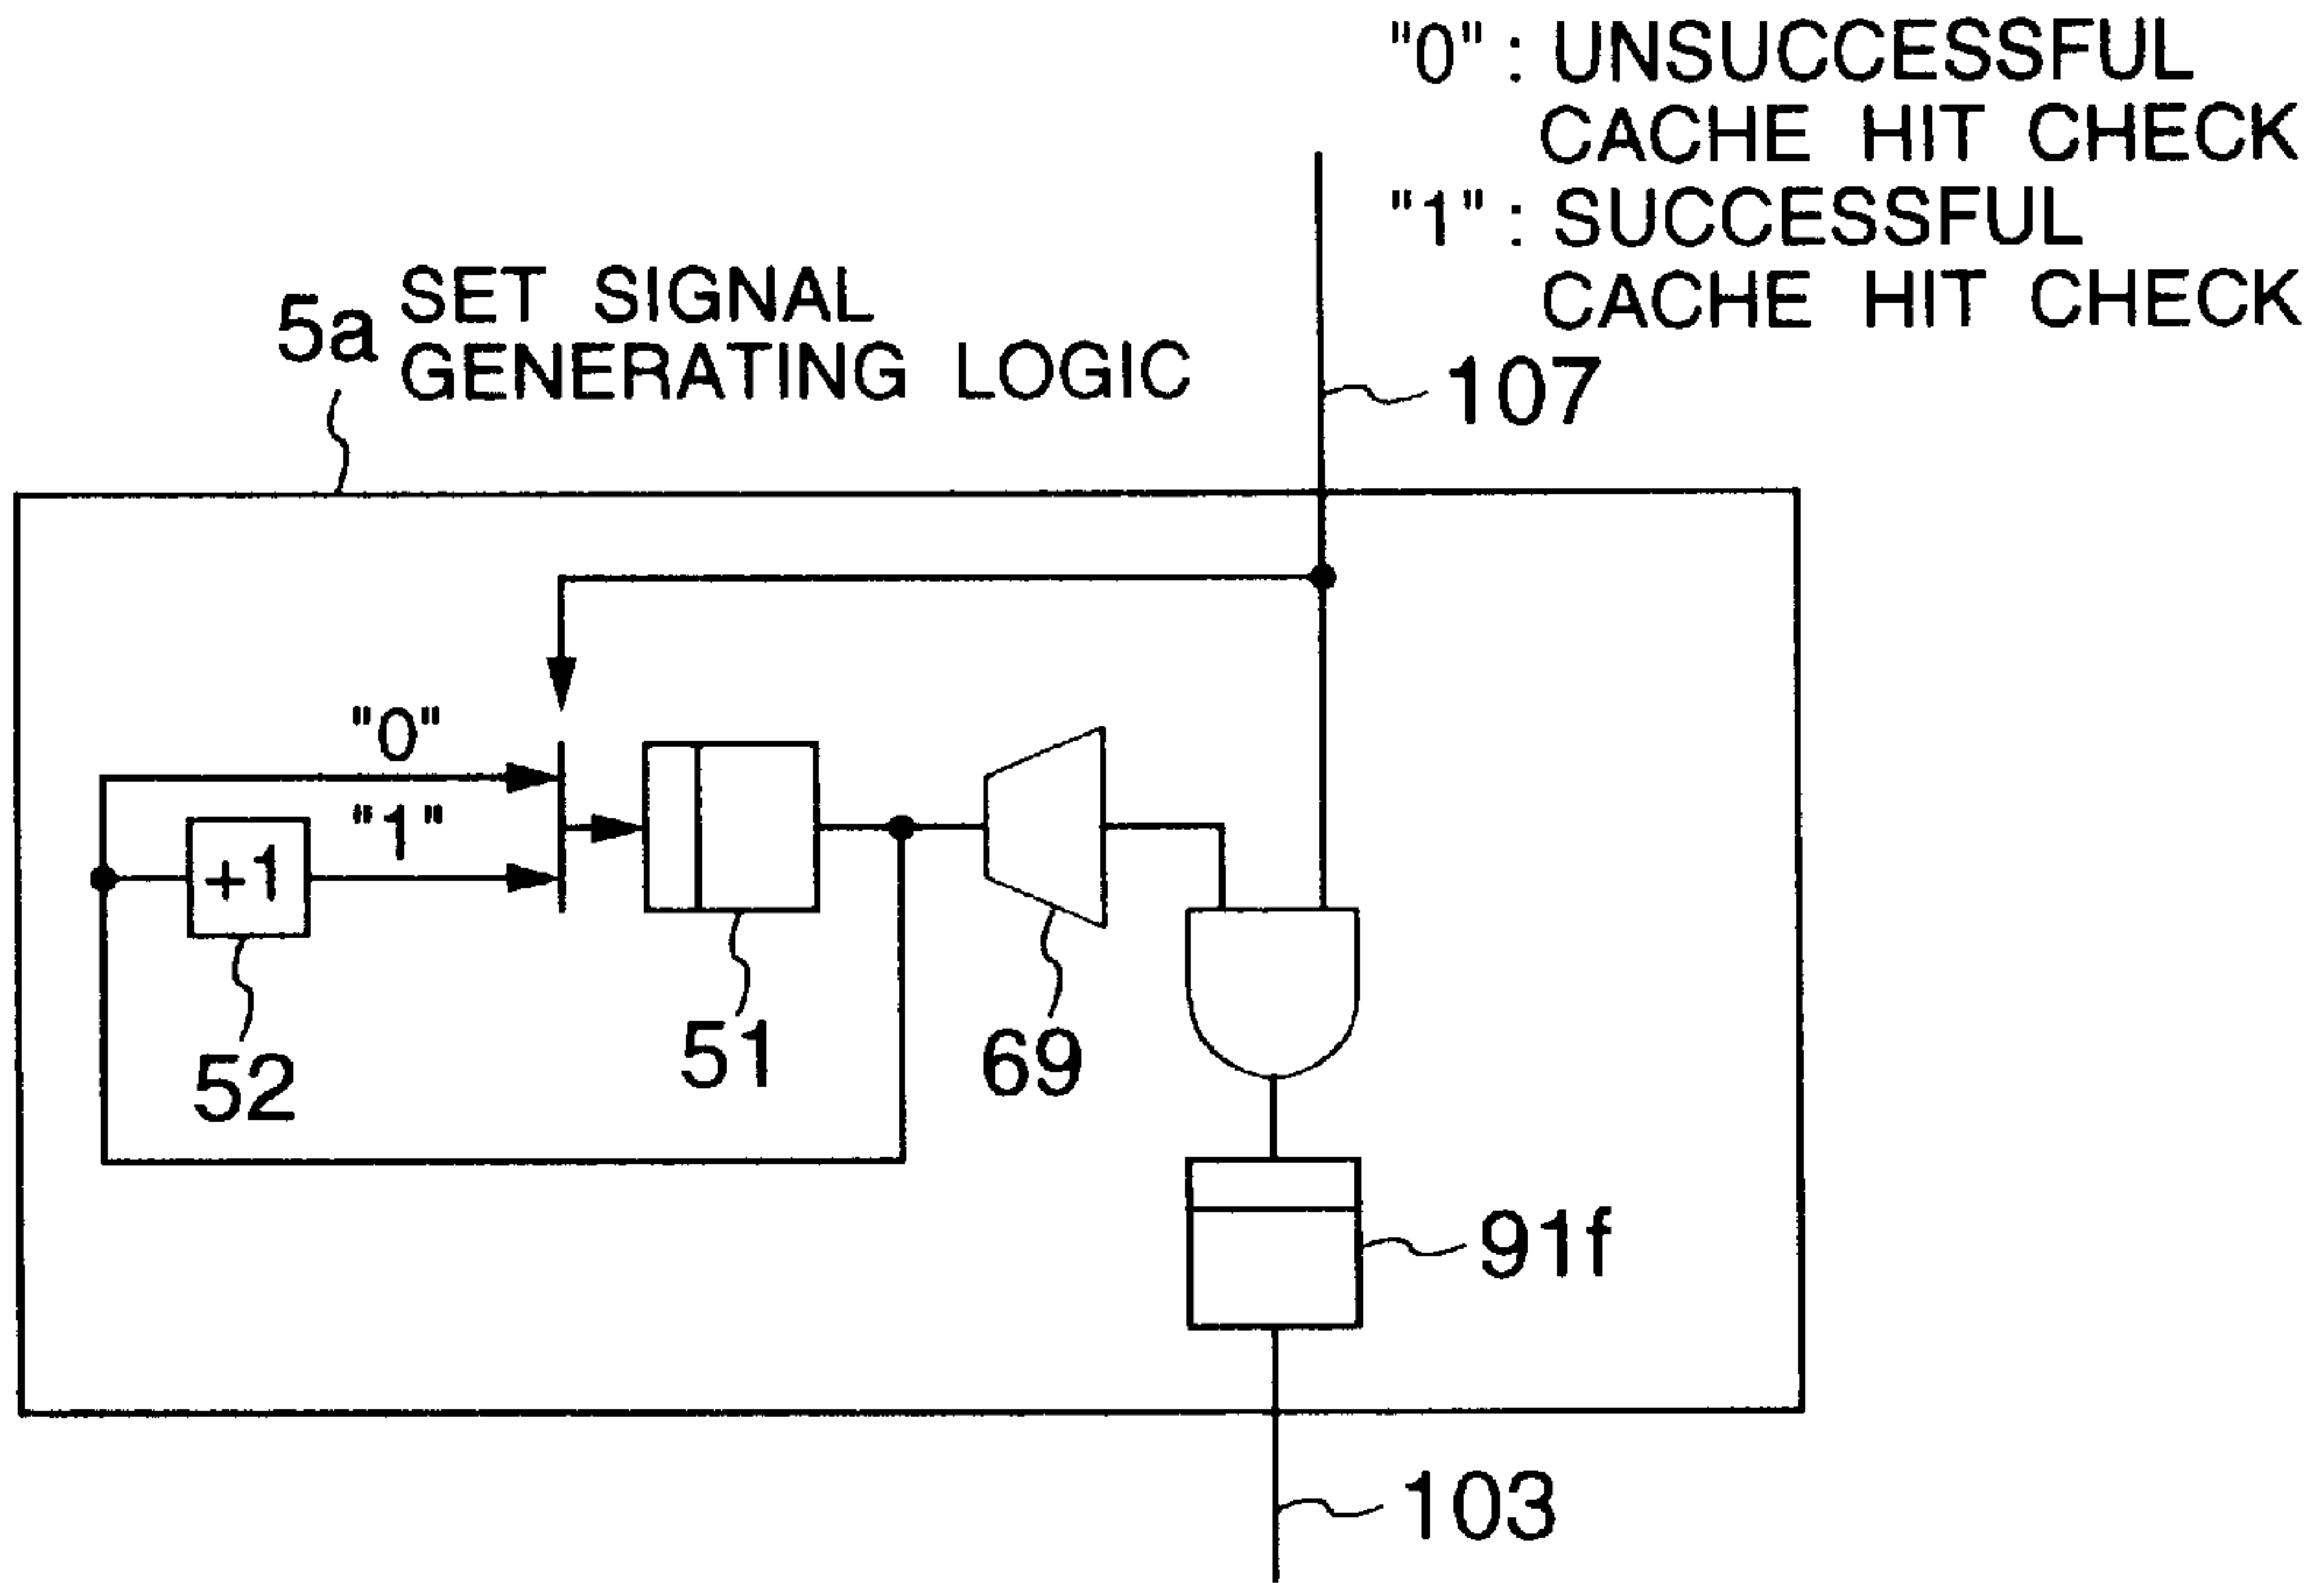 "0" : UNSUCCESSFUL
CACHE HIT CHECK
"1" : SUCCESSFUL
CACHE HIT CHECK
5a SET SIGNAL
GENERATING LOGIC
107
"0"
"1"
+1
52
51
69
91f
103